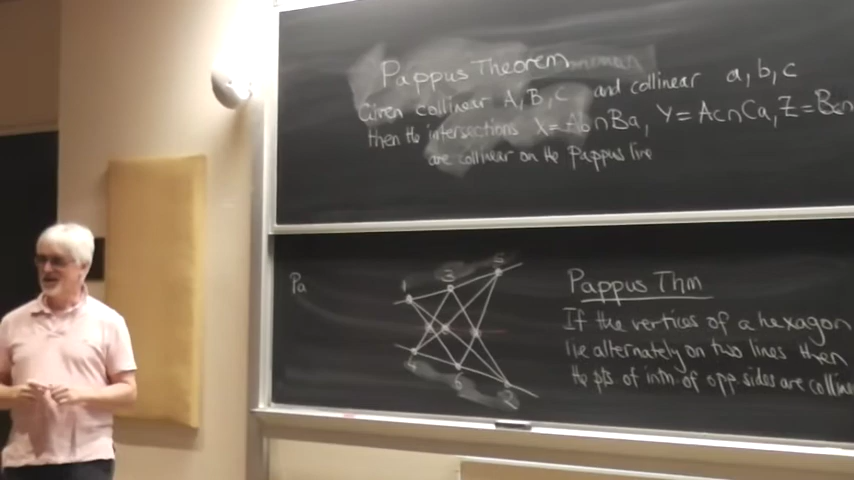 Pappus Theorem
Given collinear A, B, C and collinear a, b, c
then the intersections X = Ab∩Ba, Y = Ac∩Ca, Z = Bc∩
are collinear on the Pappus line
Pa
1 3 5
4 6 2
Pappus Thm
If the vertices of a hexagon
lie alternately on two lines then
the pts of intn. of opp. sides are colline